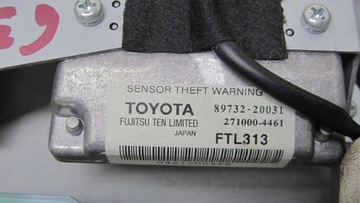 SENSOR THEFT WARNING
TOYOTA 89732-20031
FUJITSU TEN LIMITED 271000-4461
JAPAN FTL313